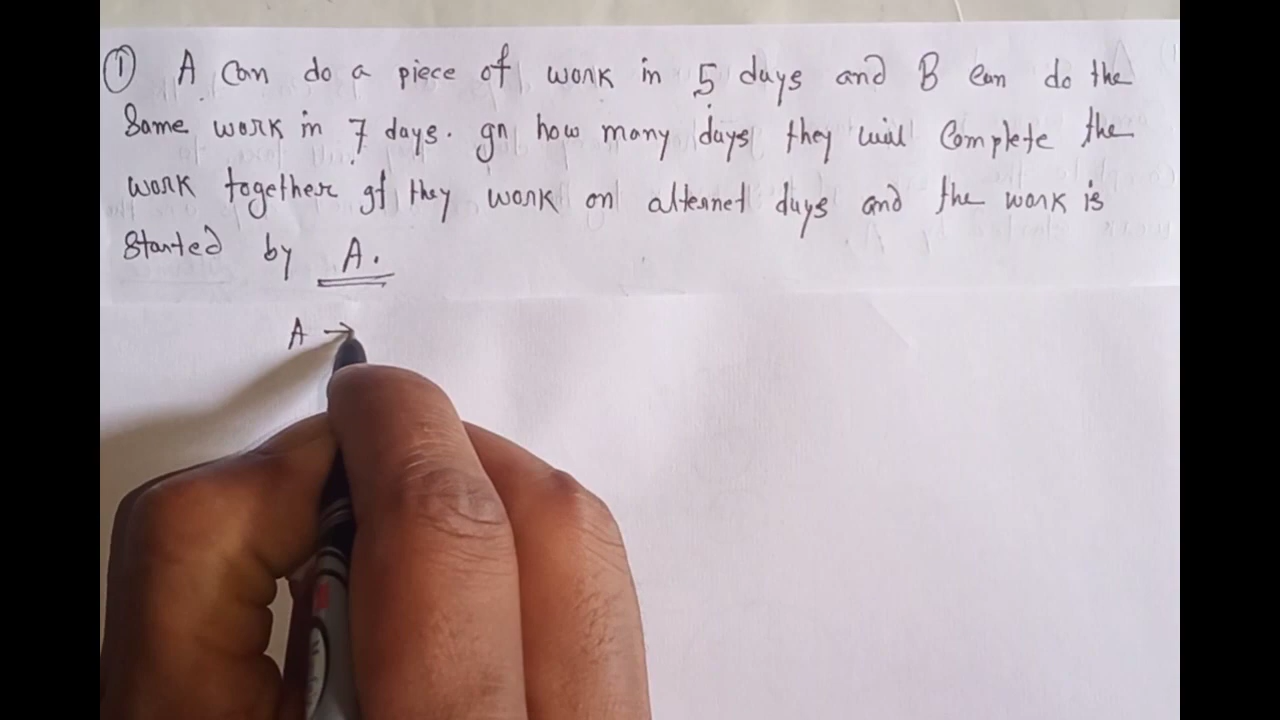 ① A can do a piece of work in 5 days and B can do the
Same work in 7 days. gn how many days they will complete the
work together gf they work on alternet days and the work is
Started by A.
A →